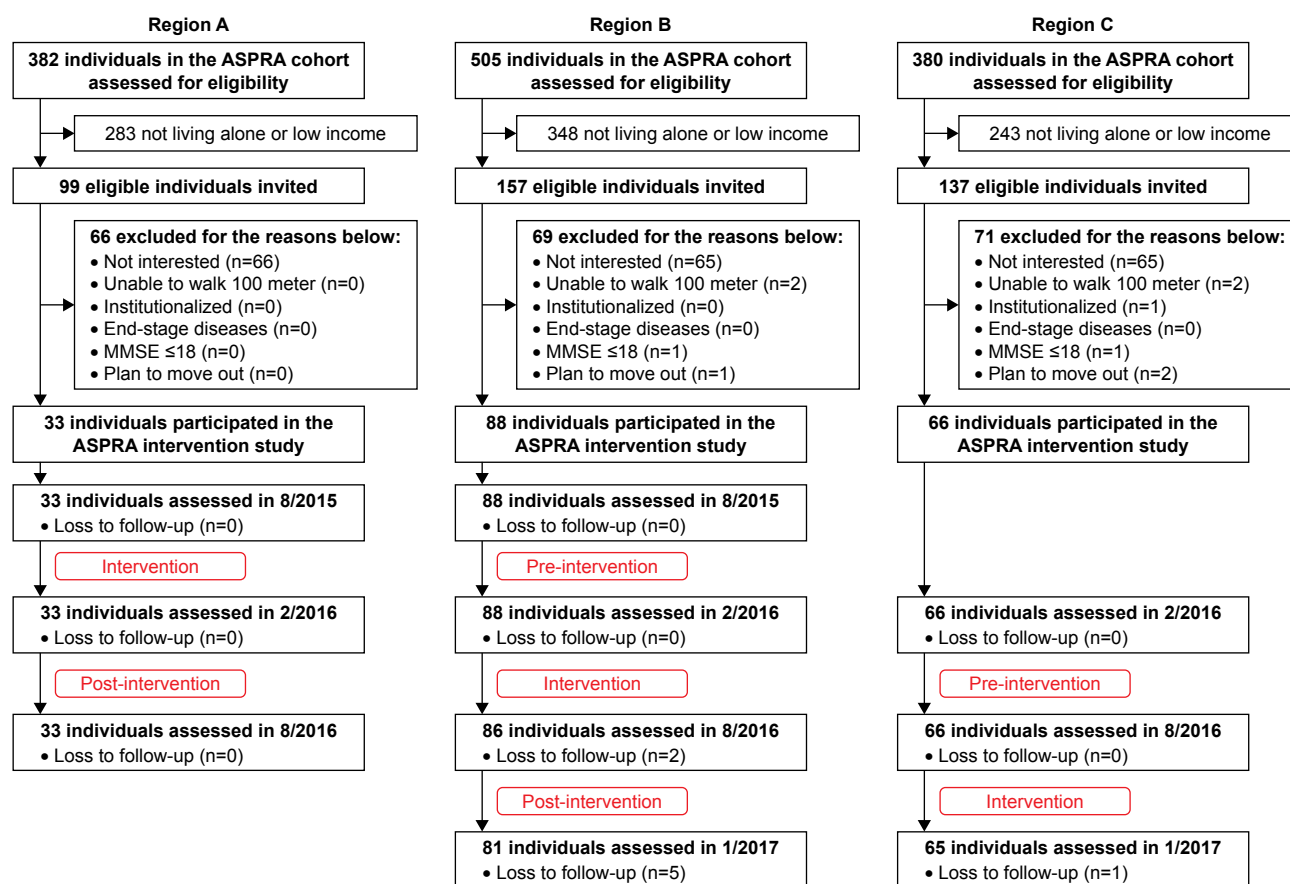 Region A
382 individuals in the ASPRA cohort
assessed for eligibility
283 not living alone or low income
99 eligible individuals invited
66 excluded for the reasons below:
• Not interested (n=66)
• Unable to walk 100 meter (n=0)
• Institutionalized (n=0)
• End-stage diseases (n=0)
• MMSE ≤18 (n=0)
• Plan to move out (n=0)
33 individuals participated in the
ASPRA intervention study
33 individuals assessed in 8/2015
• Loss to follow-up (n=0)
Intervention
33 individuals assessed in 2/2016
• Loss to follow-up (n=0)
Post-intervention
33 individuals assessed in 8/2016
• Loss to follow-up (n=0)
Region B
505 individuals in the ASPRA cohort
assessed for eligibility
348 not living alone or low income
157 eligible individuals invited
69 excluded for the reasons below:
• Not interested (n=65)
• Unable to walk 100 meter (n=2)
• Institutionalized (n=0)
• End-stage diseases (n=0)
• MMSE ≤18 (n=1)
• Plan to move out (n=1)
88 individuals participated in the
ASPRA intervention study
88 individuals assessed in 8/2015
• Loss to follow-up (n=0)
Pre-intervention
88 individuals assessed in 2/2016
• Loss to follow-up (n=0)
Intervention
86 individuals assessed in 8/2016
• Loss to follow-up (n=2)
Post-intervention
81 individuals assessed in 1/2017
• Loss to follow-up (n=5)
Region C
380 individuals in the ASPRA cohort
assessed for eligibility
243 not living alone or low income
137 eligible individuals invited
71 excluded for the reasons below:
• Not interested (n=65)
• Unable to walk 100 meter (n=2)
• Institutionalized (n=1)
• End-stage diseases (n=0)
• MMSE ≤18 (n=1)
• Plan to move out (n=2)
66 individuals participated in the
ASPRA intervention study
66 individuals assessed in 2/2016
• Loss to follow-up (n=0)
Pre-intervention
66 individuals assessed in 8/2016
• Loss to follow-up (n=0)
Intervention
65 individuals assessed in 1/2017
• Loss to follow-up (n=1)